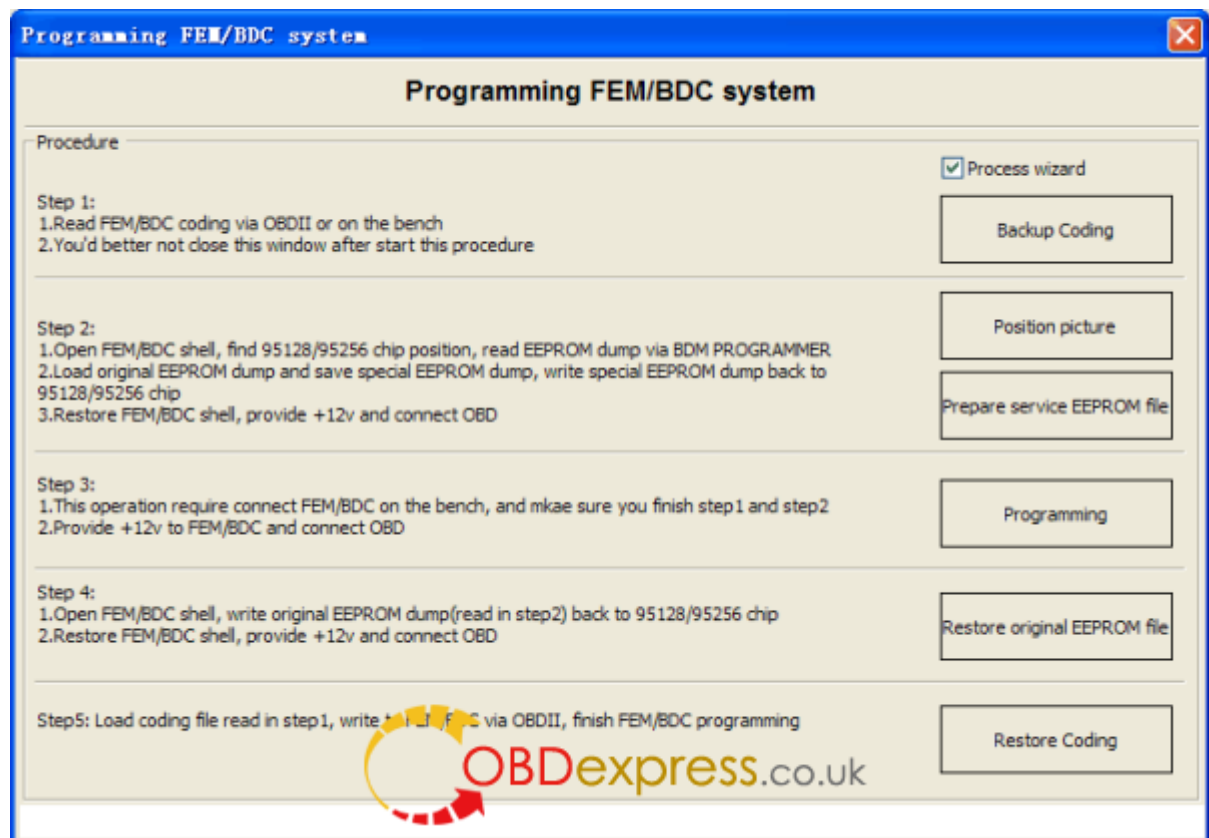 Programming FEM/BDC system
Programming FEM/BDC system
Procedure
Process wizard
Step 1:
1.Read FEM/BDC coding via OBDII or on the bench
2.You'd better not close this window after start this procedure
Backup Coding
Position picture
Step 2:
1.Open FEM/BDC shell, find 95128/95256 chip position, read EEPROM dump via BDM PROGRAMMER
2.Load original EEPROM dump and save special EEPROM dump, write special EEPROM dump back to
95128/95256 chip
3.Restore FEM/BDC shell, provide +12v and connect OBD
Prepare service EEPROM file
Step 3:
1.This operation require connect FEM/BDC on the bench, and mkae sure you finish step1 and step2
2.Provide +12v to FEM/BDC and connect OBD
Programming
Step 4:
1.Open FEM/BDC shell, write original EEPROM dump(read in step2) back to 95128/95256 chip
2.Restore FEM/BDC shell, provide +12v and connect OBD
Restore original EEPROM file
Step5: Load coding file read in step1, write via OBDII, finish FEM/BDC programming
Restore Coding
OBDexpress.co.uk